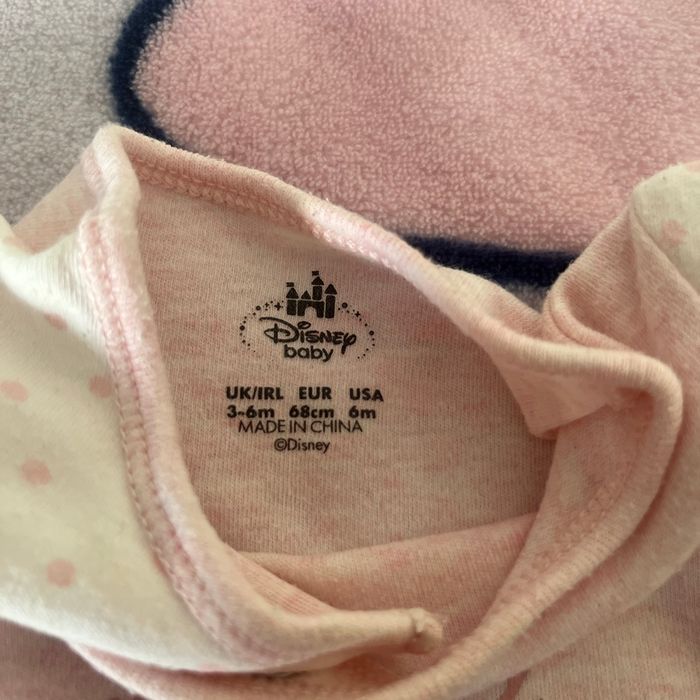 Disney
baby
UK/IRL EUR USA
3-6m 68cm 6m
MADE IN CHINA
©Disney